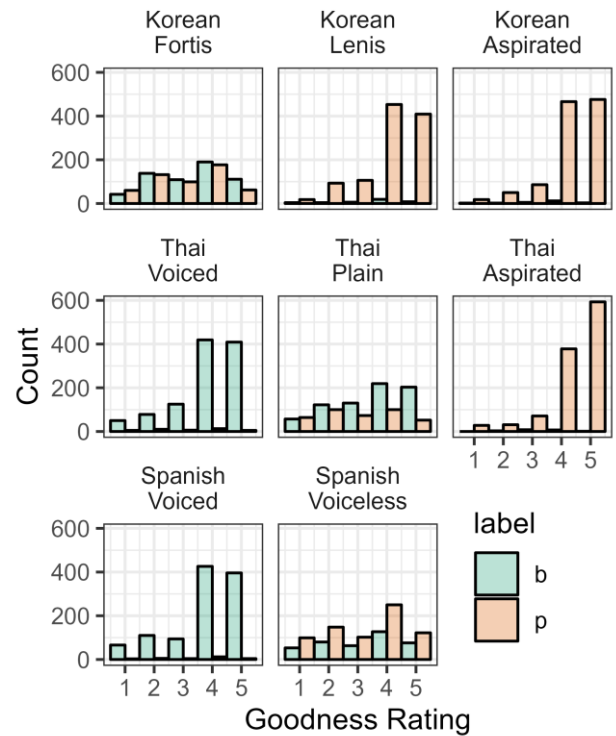 Korean
Fortis
Korean
Lenis
Korean
Aspirated
600
400
200
0
Thai
Voiced
Thai
Plain
Thai
Aspirated
600
400
200
0
1 2 3 4 5
Count
Spanish
Voiced
Spanish
Voiceless
600
400
200
0
1 2 3 4 5
1 2 3 4 5
label
b
p
Goodness Rating